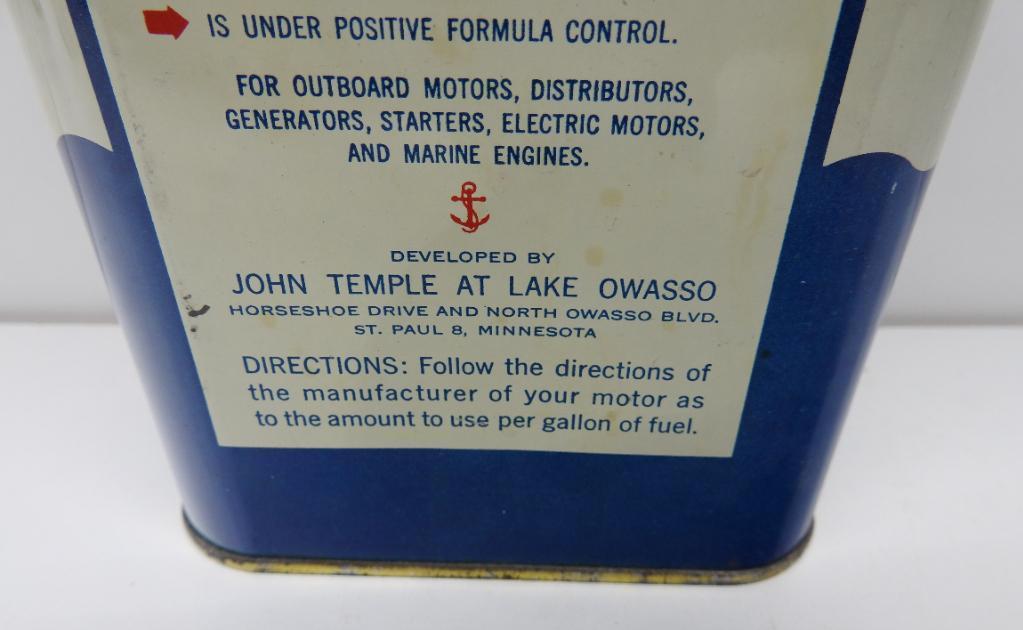 IS UNDER POSITIVE FORMULA CONTROL.
FOR OUTBOARD MOTORS, DISTRIBUTORS,
GENERATORS, STARTERS, ELECTRIC MOTORS,
AND MARINE ENGINES.
DEVELOPED BY
JOHN TEMPLE AT LAKE OWASSO
HORSESHOE DRIVE AND NORTH OWASSO BLVD.
ST. PAUL 8, MINNESOTA
DIRECTIONS: Follow the directions of
the manufacturer of your motor as
to the amount to use per gallon of fuel.